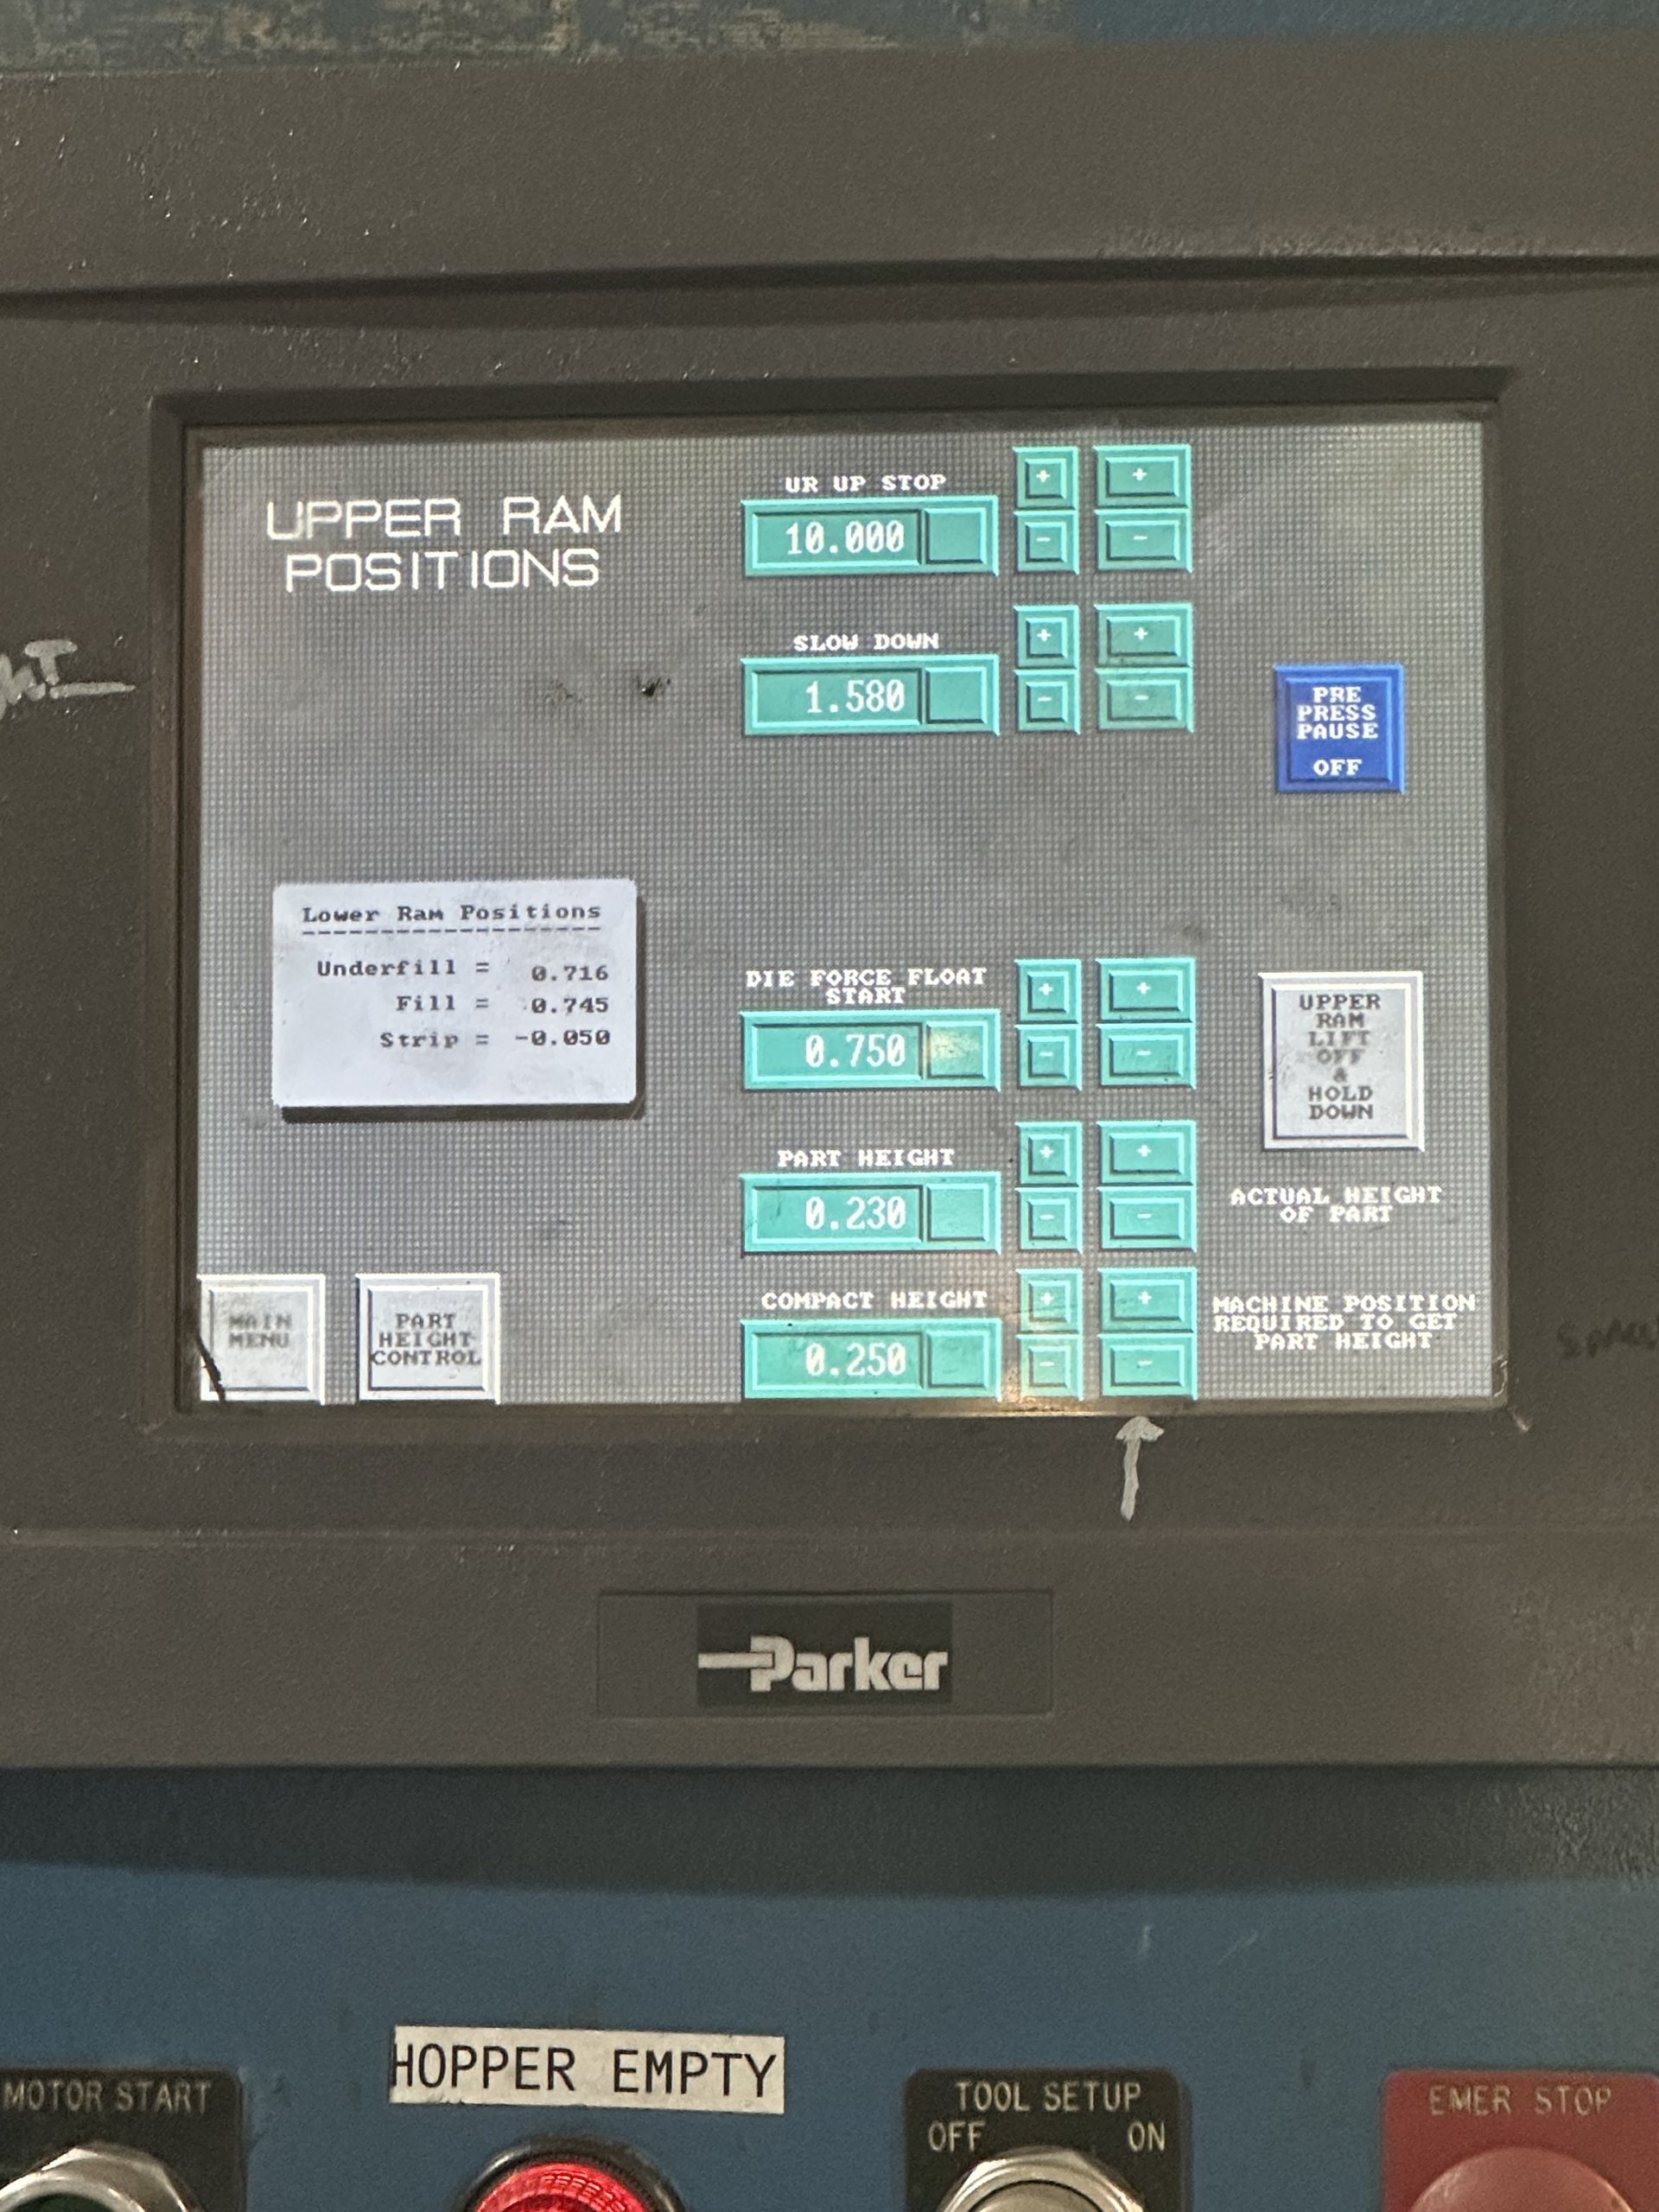 UPPER RAM
POSITIONS
UR UP STOP
10.000
+
+
-
-
SLOW DOWN
1.580
+
+
-
-
PRE
PRESS
PAUSE
OFF
Lower Ram Positions
Underfill = 0.716
Fill = 0.745
Strip = -0.050
DIE FORCE FLOAT
START
0.750
+
+
-
-
UPPER
RAM
LIFT
OFF
&
HOLD
DOWN
PART HEIGHT
0.230
+
+
-
-
ACTUAL HEIGHT
OF PART
MAIN
MENU
PART
HEIGHT
CONTROL
COMPACT HEIGHT
0.250
+
+
-
-
MACHINE POSITION
REQUIRED TO GET
PART HEIGHT
Parker
HOPPER EMPTY
MOTOR START
TOOL SETUP
OFF ON
EMER STOP